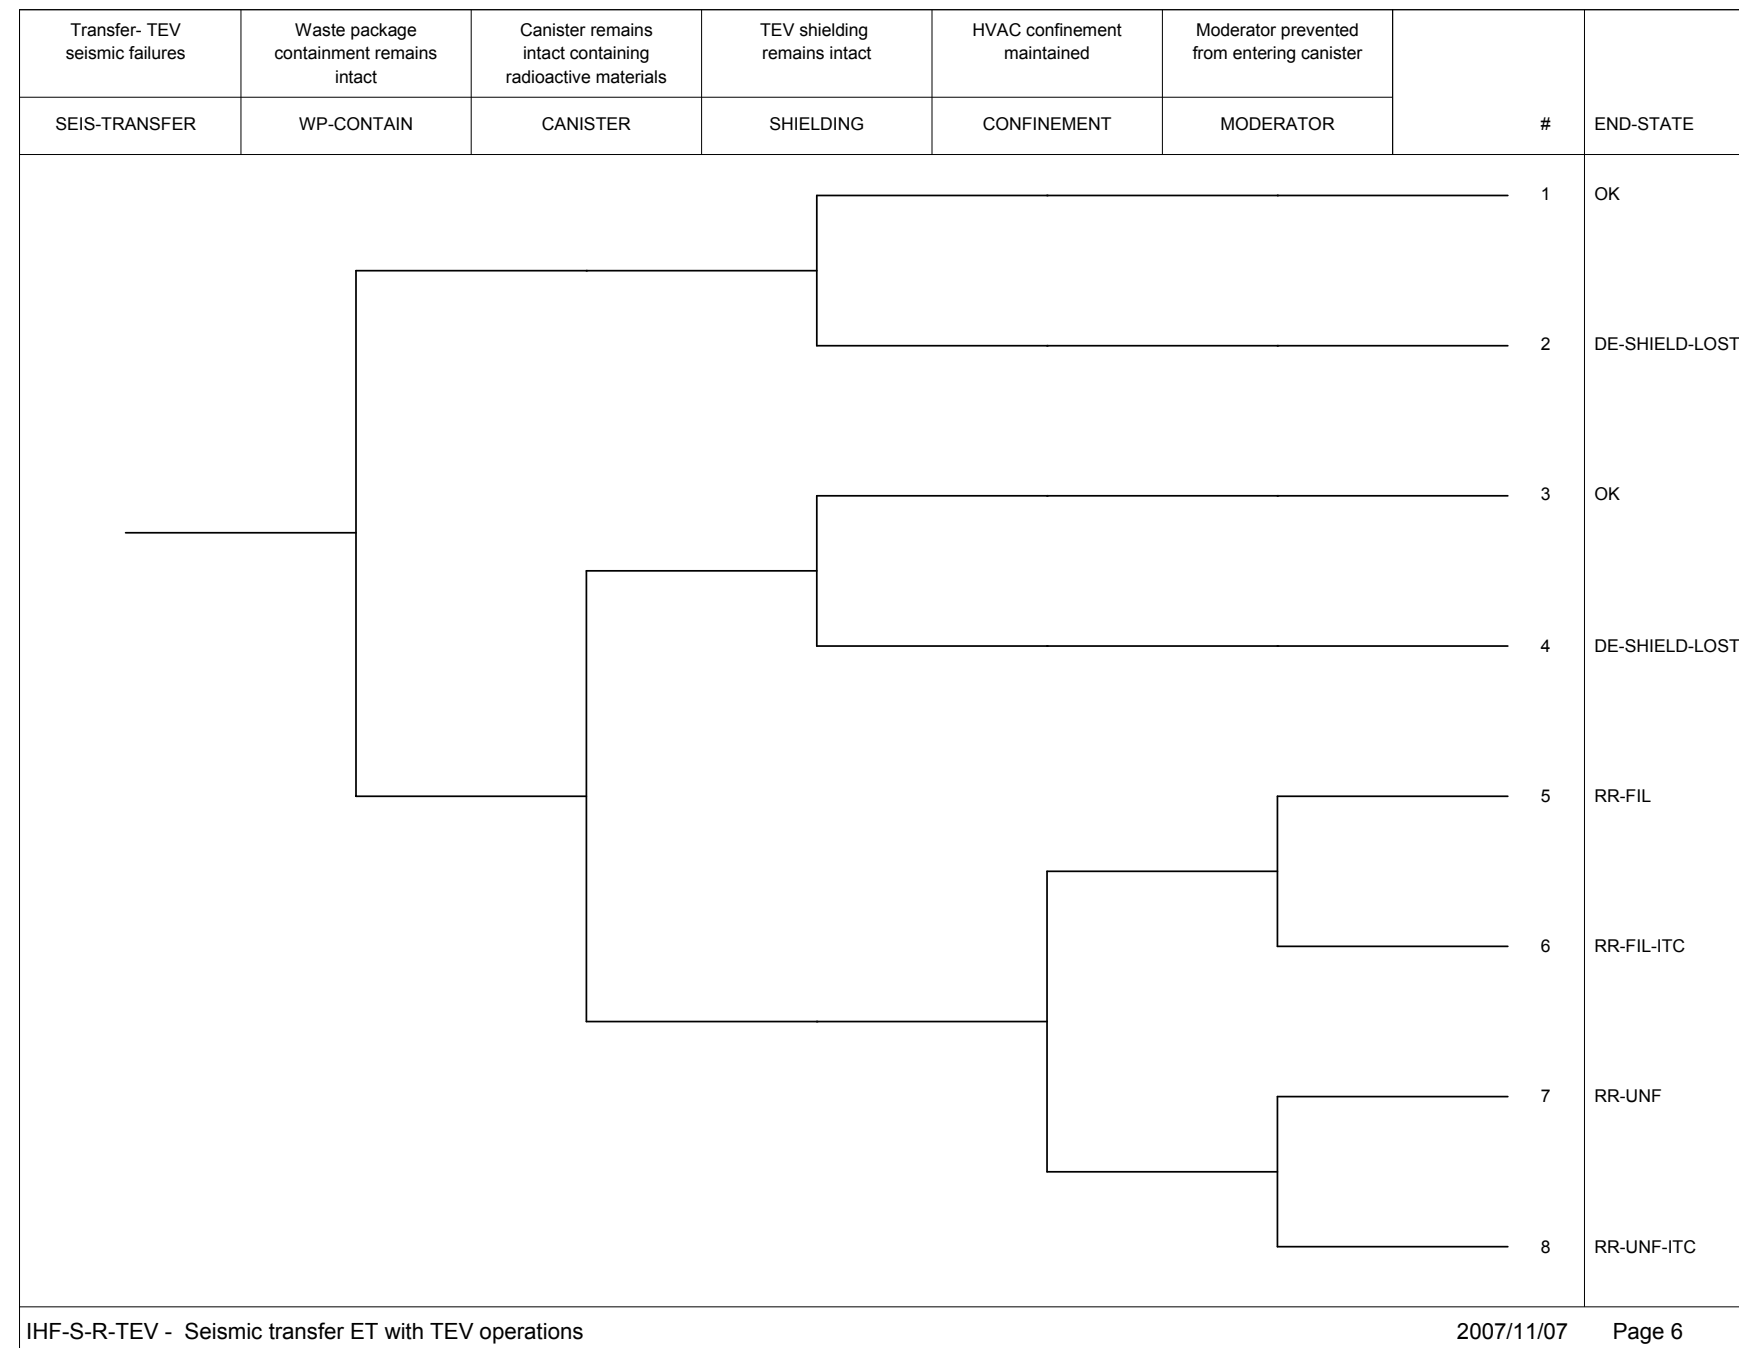 Transfer- TEV
seismic failures
Waste package
containment remains
intact
Canister remains
intact containing
radioactive materials
TEV shielding
remains intact
HVAC confinement
maintained
Moderator prevented
from entering canister
SEIS-TRANSFER
WP-CONTAIN
CANISTER
SHIELDING
CONFINEMENT
MODERATOR
#
END-STATE
1 OK
2 DE-SHIELD-LOST
3 OK
4 DE-SHIELD-LOST
5 RR-FIL
6 RR-FIL-ITC
7 RR-UNF
8 RR-UNF-ITC
IHF-S-R-TEV - Seismic transfer ET with TEV operations 2007/11/07 Page 6